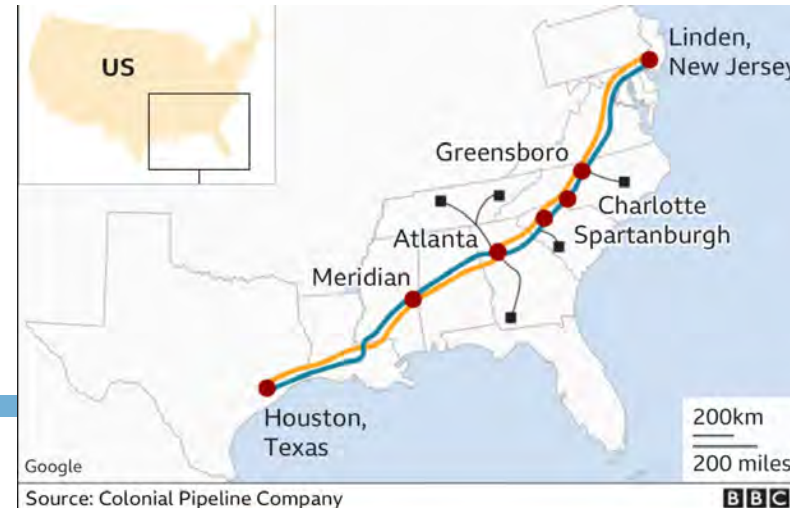 US
Linden,
New Jersey
Greensboro
Charlotte
Spartanburgh
Atlanta
Meridian
Houston,
Texas
200km
200 miles
Google
Source: Colonial Pipeline Company
BBC